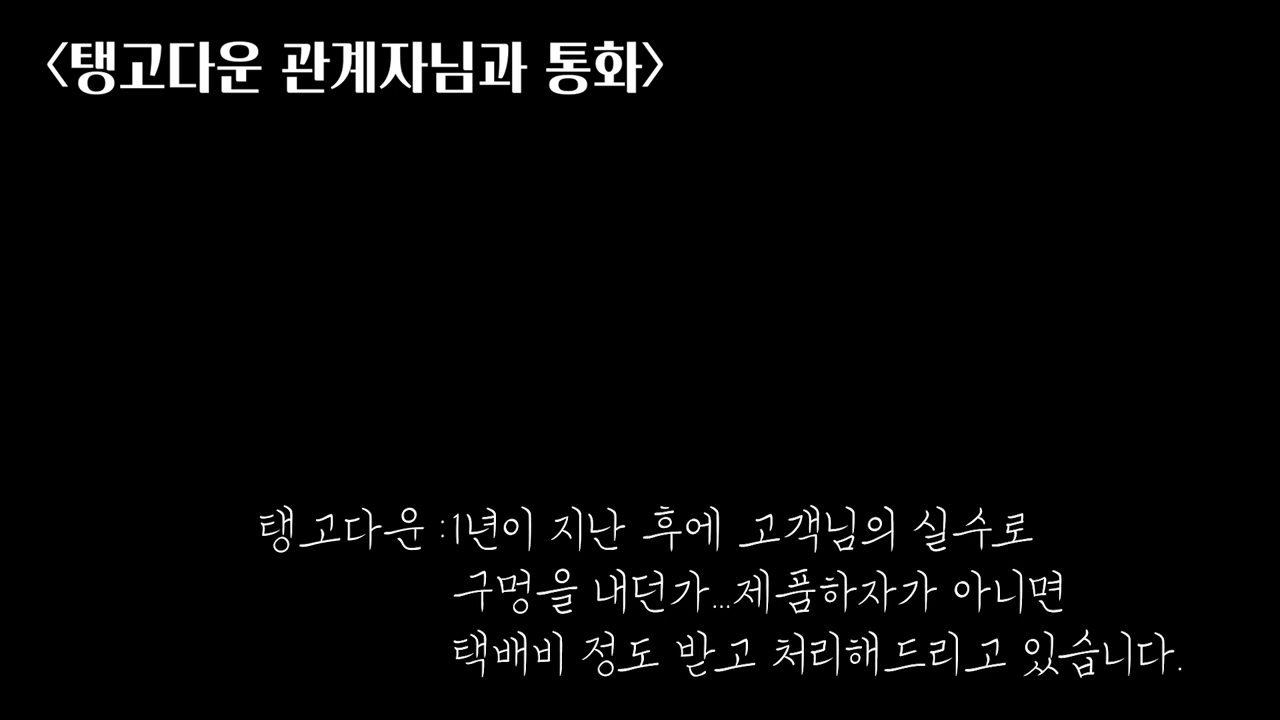 <탱고다운 관계자님과 통화>
탱고다운 :1년이 지난 후에 고객님의 실수로
구멍을 내던가...제품하자가 아니면
택배비 정도 받고 처리해드리고 있습니다.